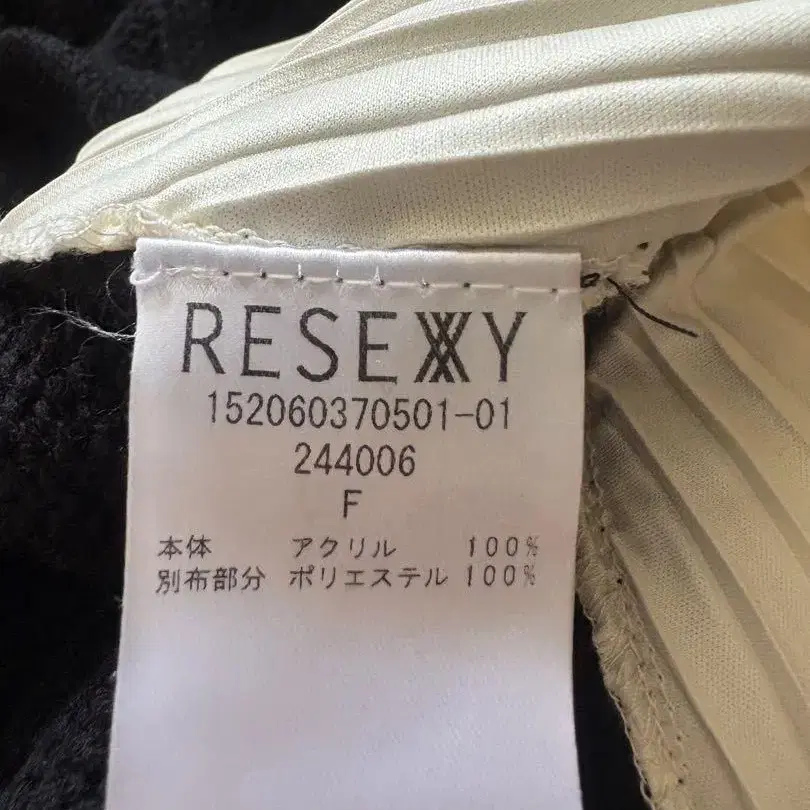 RESEXXY
152060370501-01
244006
F
本体 アクリル 100%
別布部分 ポリエステル 100%